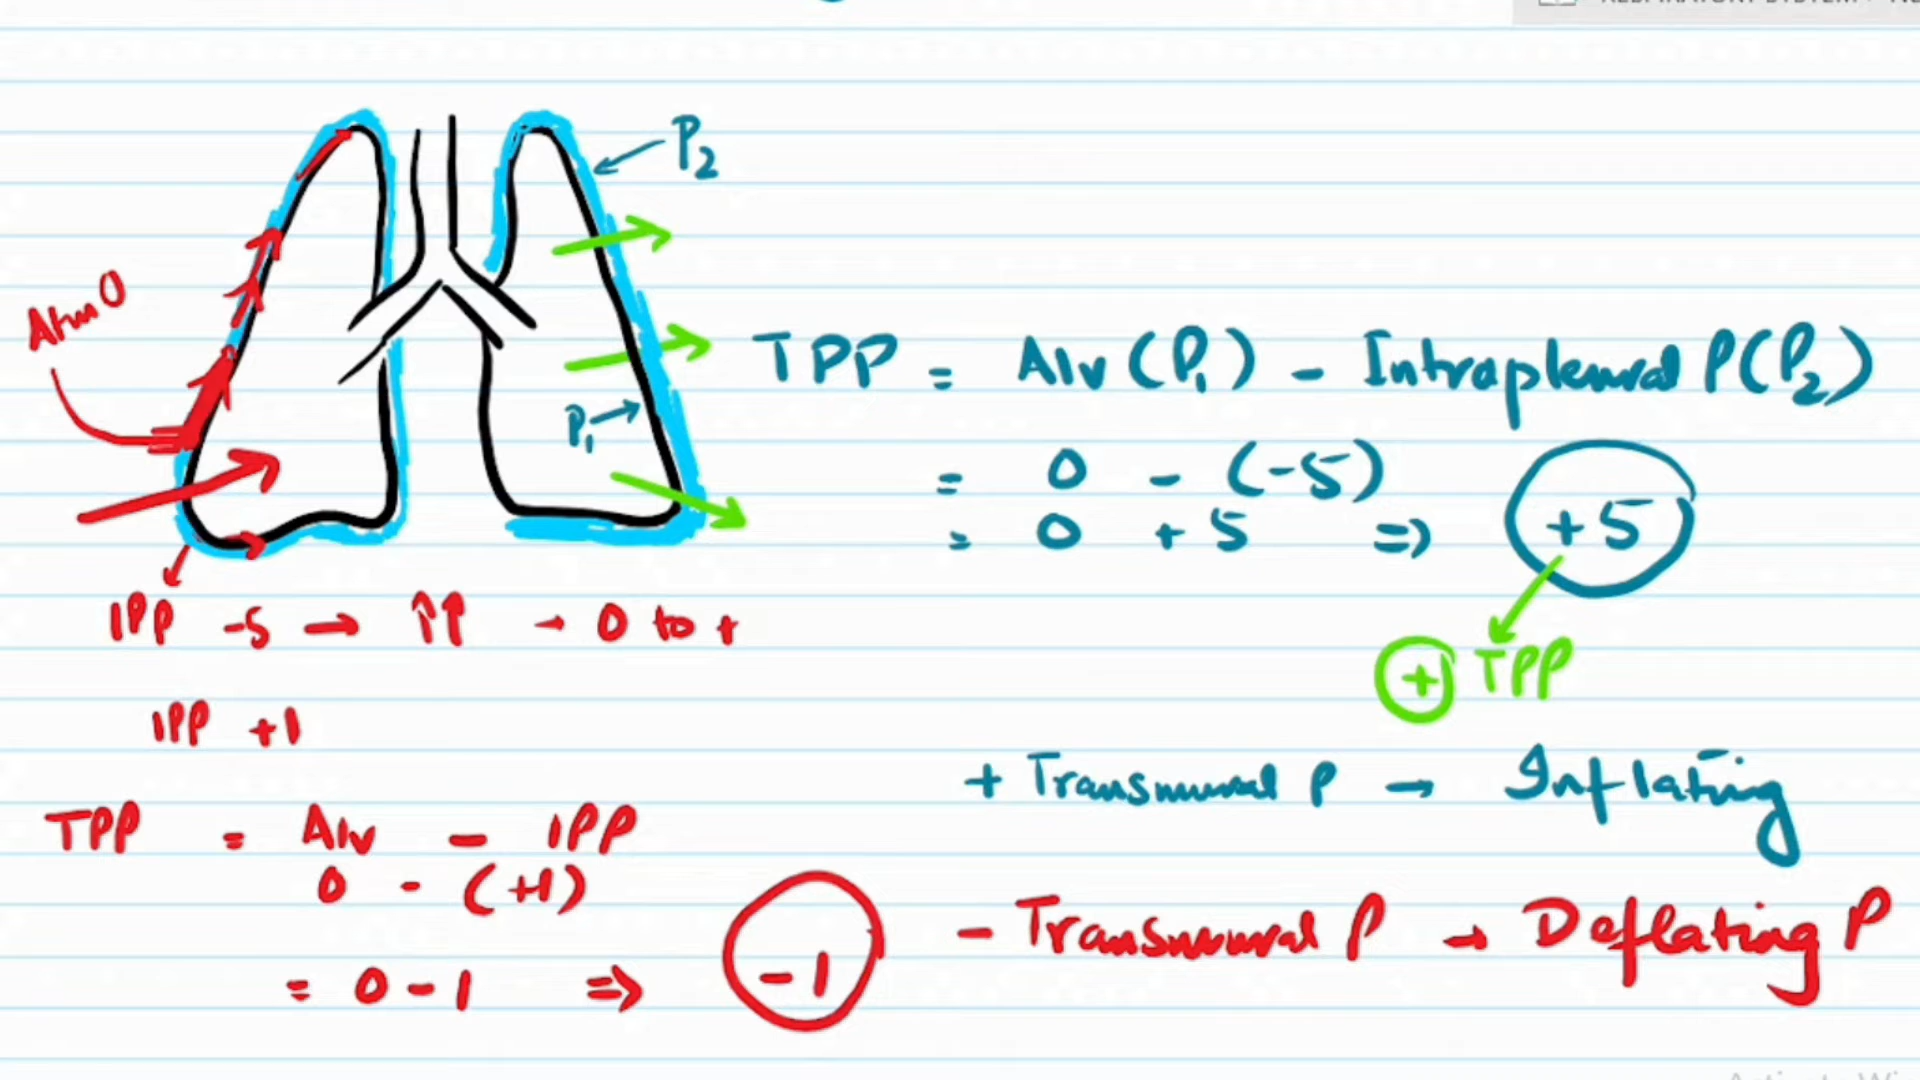 P2
Atm 0
TPP = Alv (P1) - Intrapleural P(P2)
P1
= 0 - (-5)
= 0 + 5 => +5
IPP -5 → ↑↑ → 0 to +
+ TPP
IPP +1
+ Transmural P → Inflating
TPP = Alv - IPP
0 - (+1)
- Transmural P → Deflating P
= 0 - 1 => -1